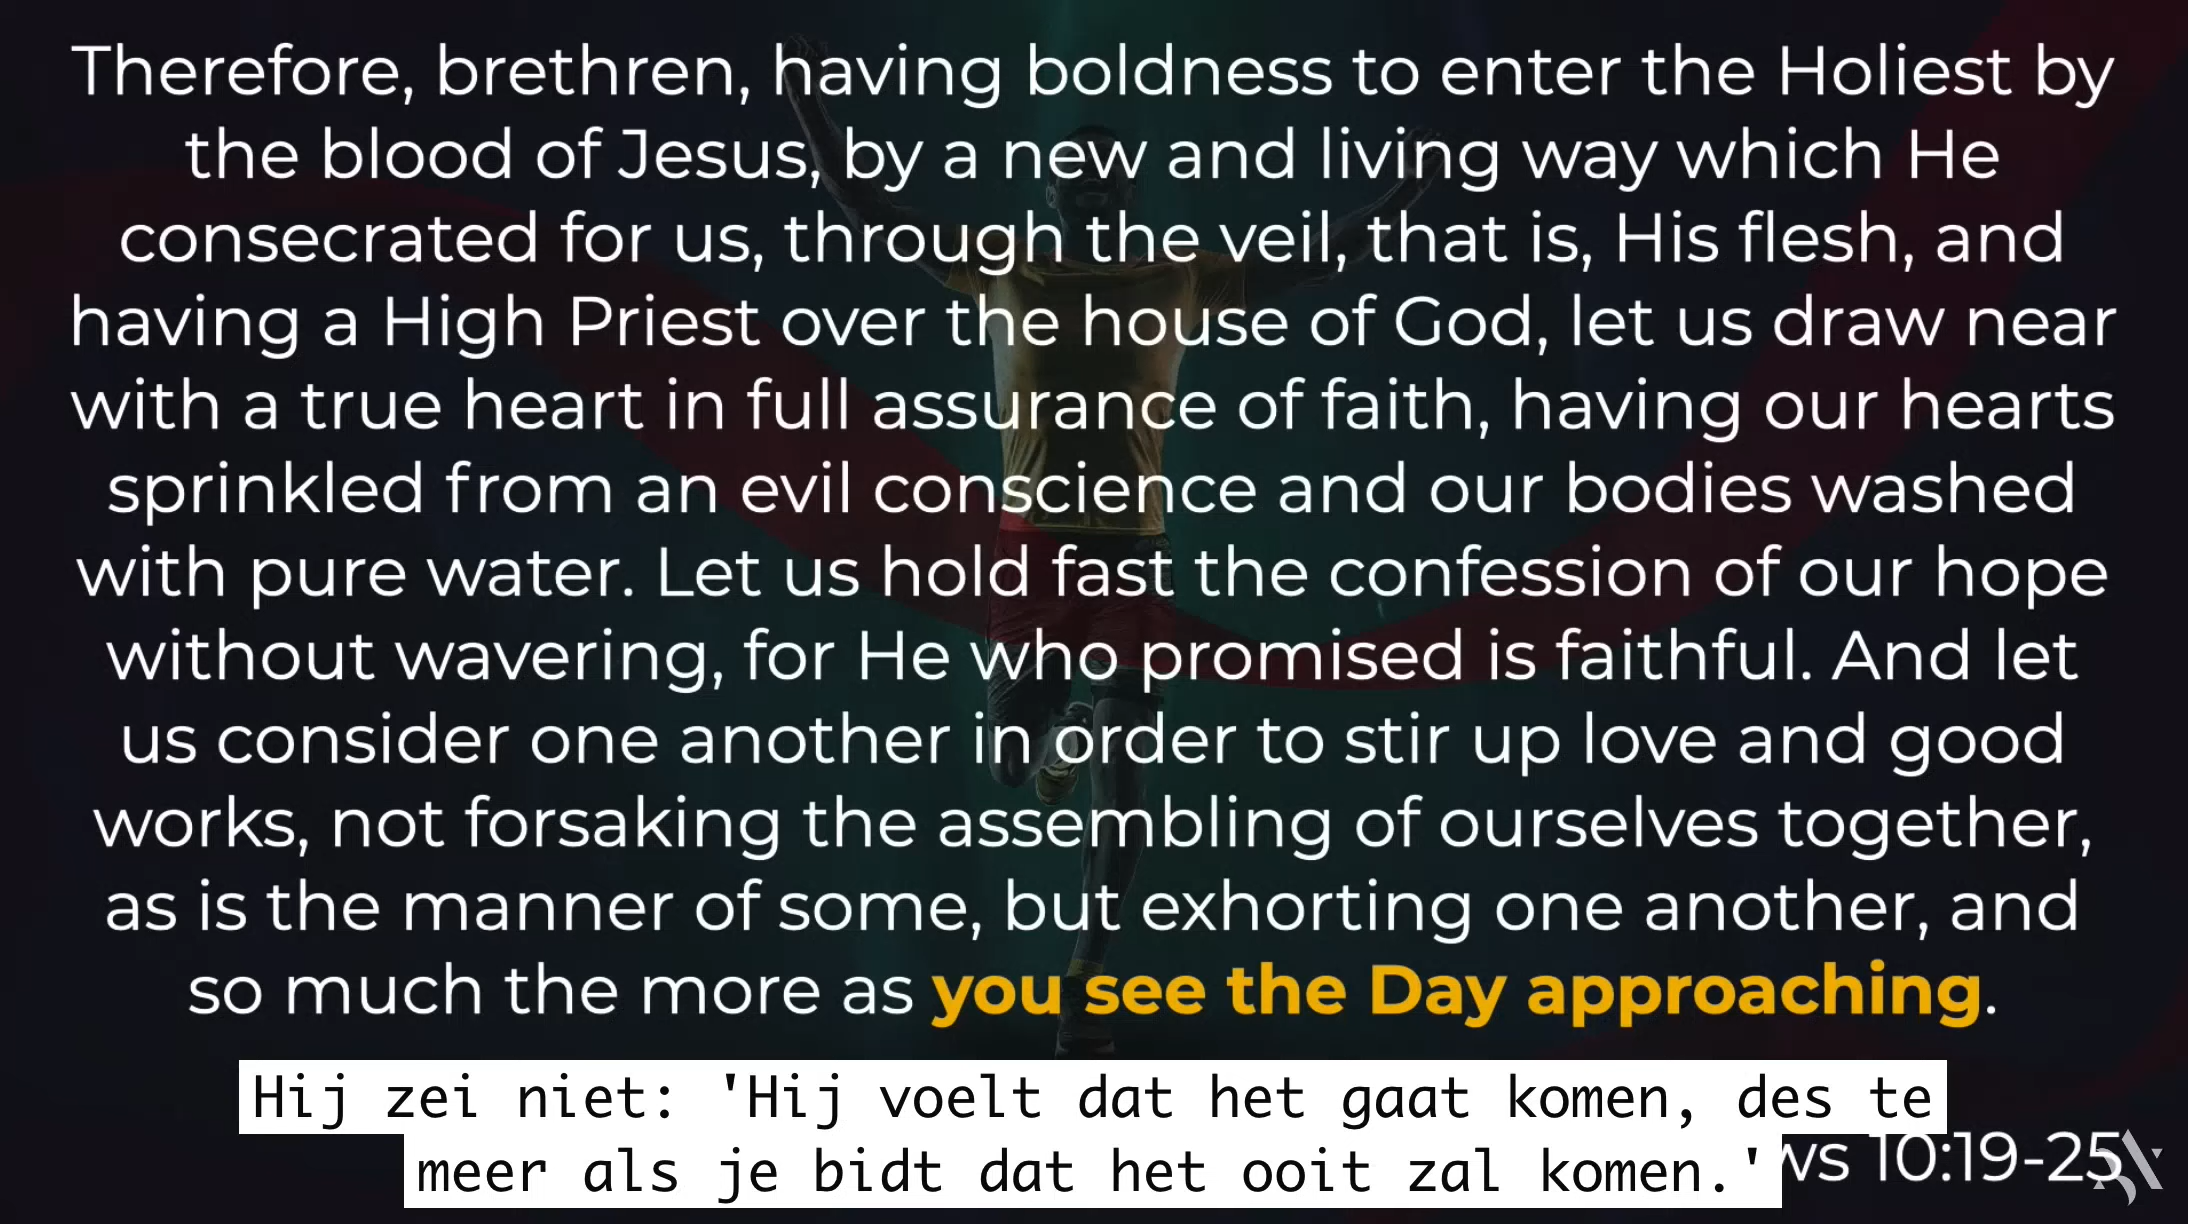 Therefore, brethren, having boldness to enter the Holiest by
the blood of Jesus, by a new and living way which He
consecrated for us, through the veil, that is, His flesh, and
having a High Priest over the house of God, let us draw near
with a true heart in full assurance of faith, having our hearts
sprinkled from an evil conscience and our bodies washed
with pure water. Let us hold fast the confession of our hope
without wavering, for He who promised is faithful. And let
us consider one another in order to stir up love and good
works, not forsaking the assembling of ourselves together,
as is the manner of some, but exhorting one another, and
so much the more as you see the Day approaching.
Hij zei niet: 'Hij voelt dat het gaat komen, des te
meer als je bidt dat het ooit zal komen.'
10:19-25